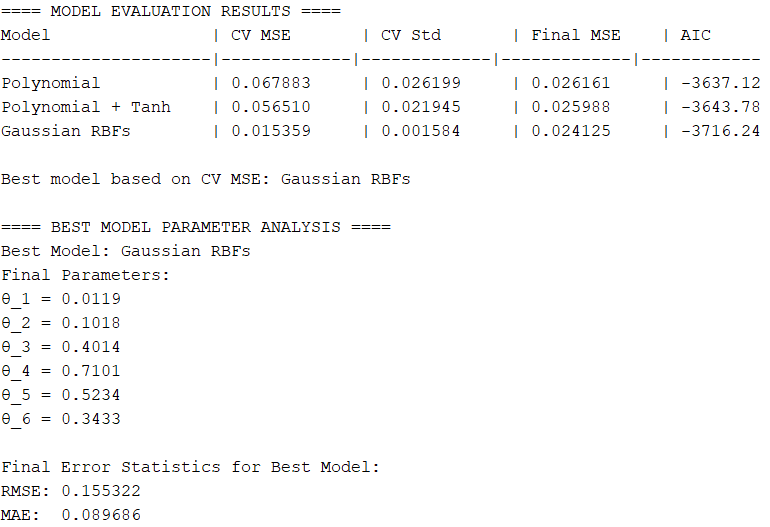 ==== MODEL EVALUATION RESULTS ====
Model                | CV MSE       | CV Std       | Final MSE    | AIC
---------------------|-------------|-------------|-------------|------------
Polynomial           | 0.067883     | 0.026199     | 0.026161     | -3637.12
Polynomial + Tanh    | 0.056510     | 0.021945     | 0.025988     | -3643.78
Gaussian RBFs        | 0.015359     | 0.001584     | 0.024125     | -3716.24

Best model based on CV MSE: Gaussian RBFs

==== BEST MODEL PARAMETER ANALYSIS ====
Best Model: Gaussian RBFs
Final Parameters:
θ_1 = 0.0119
θ_2 = 0.1018
θ_3 = 0.4014
θ_4 = 0.7101
θ_5 = 0.5234
θ_6 = 0.3433

Final Error Statistics for Best Model:
RMSE: 0.155322
MAE:  0.089686